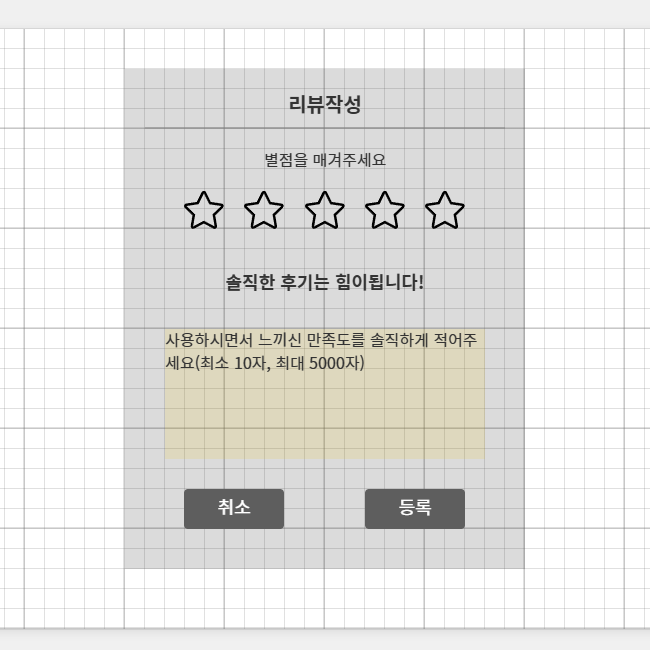 리뷰작성
별점을 매겨주세요
솔직한 후기는 힘이됩니다!
사용하시면서 느끼신 만족도를 솔직하게 적어주
세요(최소 10자, 최대 5000자)
취소
등록